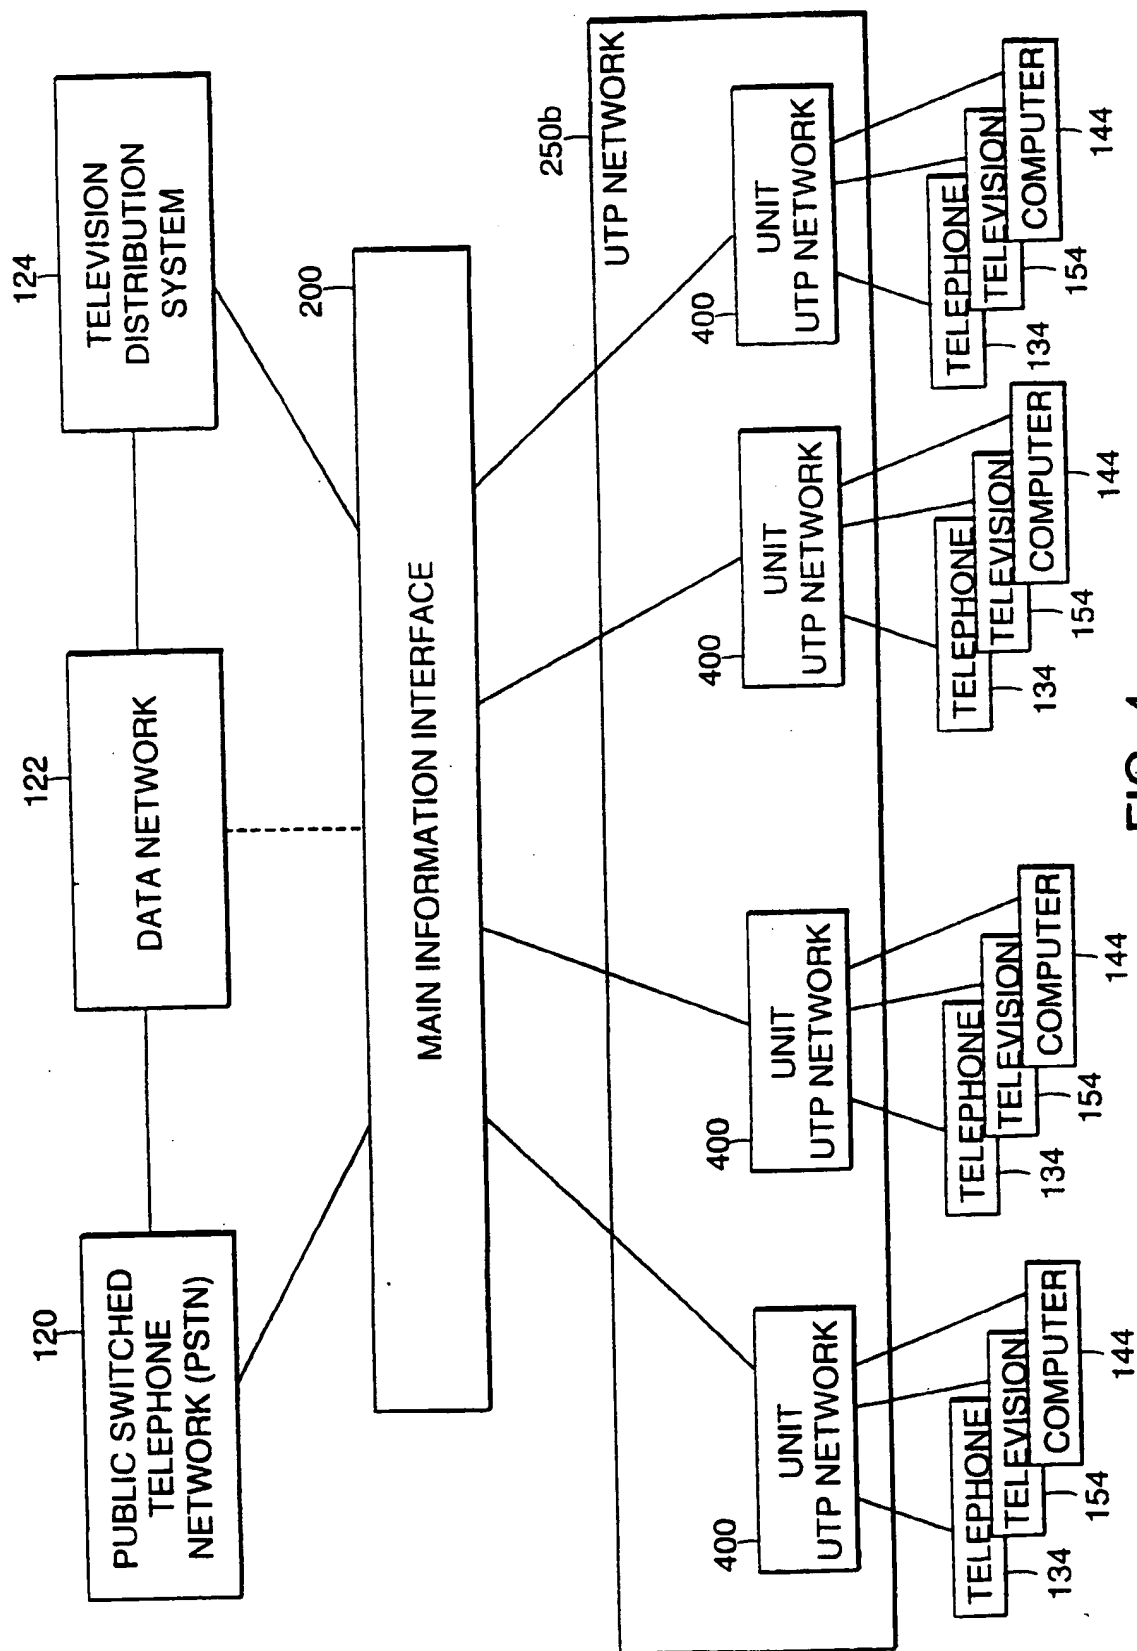 120
PUBLIC SWITCHED
TELEPHONE
NETWORK (PSTN)
122
DATA NETWORK
124
TELEVISION
DISTRIBUTION
SYSTEM
200
MAIN INFORMATION INTERFACE
250b
UTP NETWORK
400
UNIT
UTP NETWORK
400
UNIT
UTP NETWORK
400
UNIT
UTP NETWORK
400
UNIT
UTP NETWORK
TELEPHONE
TELEVISION
COMPUTER
134
154
144
TELEPHONE
TELEVISION
COMPUTER
134
154
144
TELEPHONE
TELEVISION
COMPUTER
134
154
144
TELEPHONE
TELEVISION
COMPUTER
134
154
144